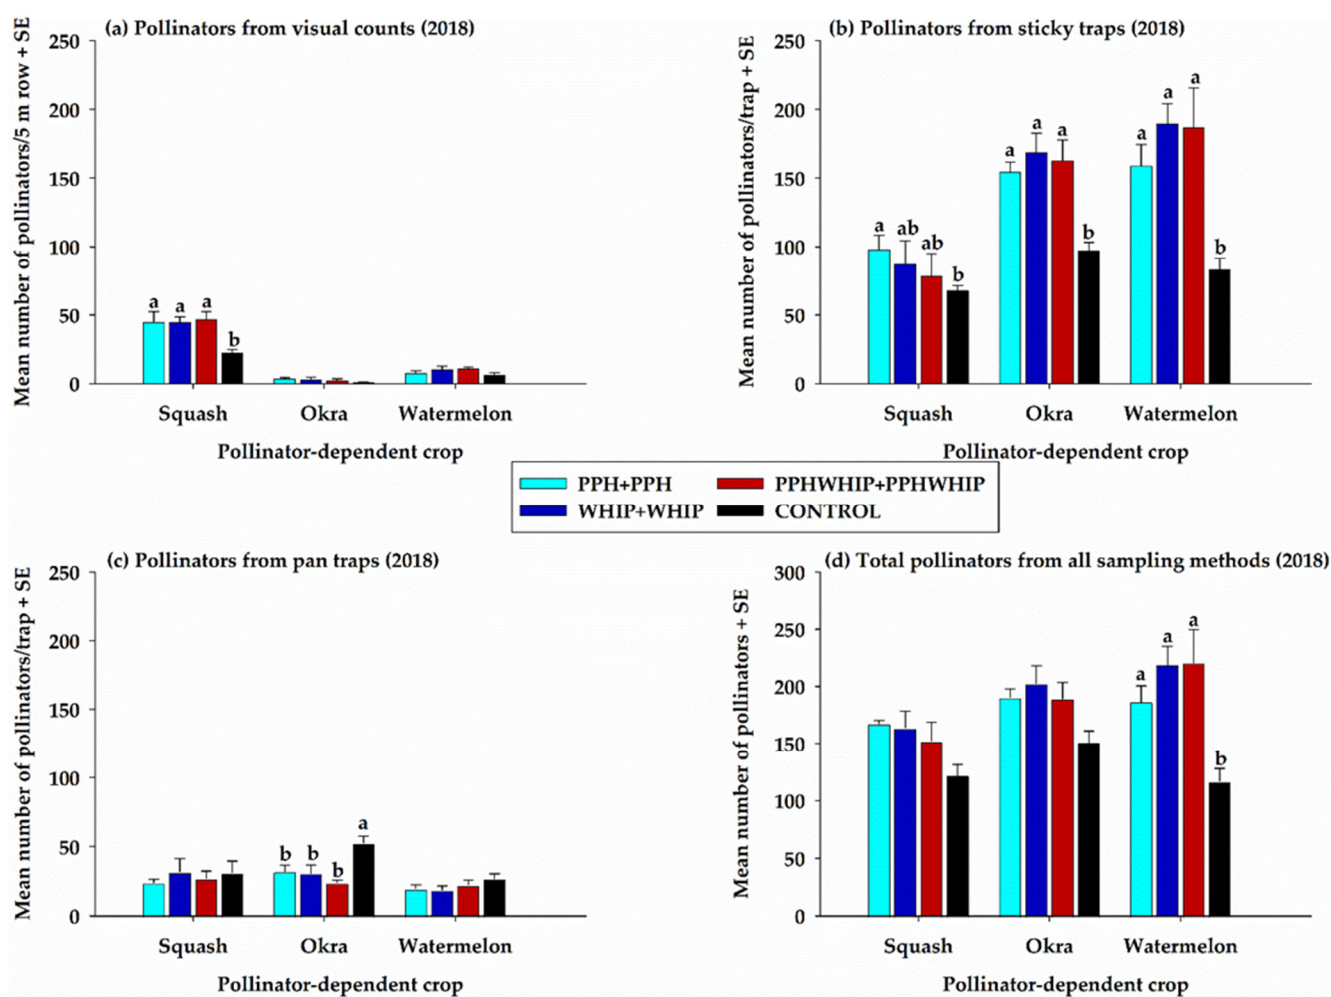 (a) Pollinators from visual counts (2018)
Mean number of pollinators/5 m row + SE
250
200
150
100
50
0
a a a b
Squash Okra Watermelon
Pollinator-dependent crop
(b) Pollinators from sticky traps (2018)
Mean number of pollinators/trap + SE
250
200
150
100
50
0
a ab ab b a a a b a a a b
Squash Okra Watermelon
Pollinator-dependent crop
PPH+PPH PPHWHIP+PPHWHIP
WHIP+WHIP CONTROL
(c) Pollinators from pan traps (2018)
Mean number of pollinators/trap + SE
250
200
150
100
50
0
b b b a
Squash Okra Watermelon
Pollinator-dependent crop
(d) Total pollinators from all sampling methods (2018)
Mean number of pollinators + SE
300
250
200
150
100
50
0
a a a b
Squash Okra Watermelon
Pollinator-dependent crop